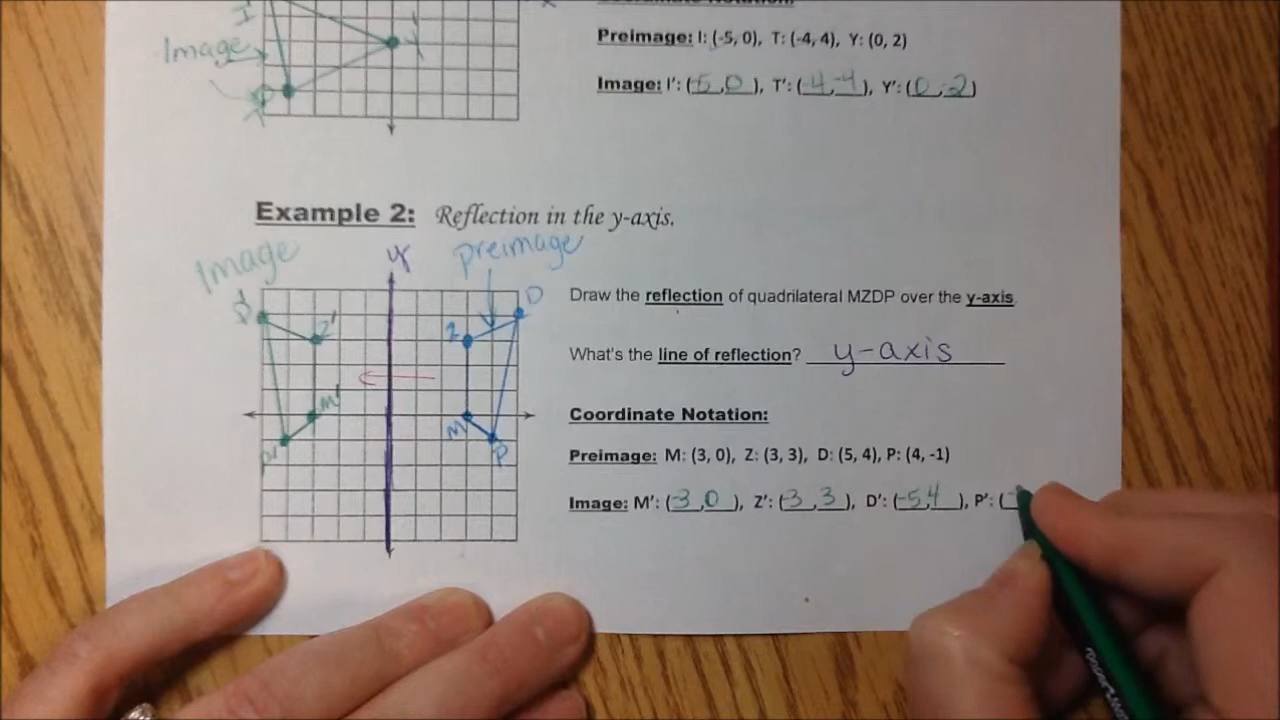 Preimage: I: (-5, 0), T: (-4, 4), Y: (0, 2)
Image
Image: I': (-5, 0), T': (-4, -4), Y': (0, -2)
Example 2: Reflection in the y-axis.
Image
y
preimage
D'
Z'
Z
D
Draw the reflection of quadrilateral MZDP over the y-axis
What's the line of reflection? y-axis
M'
M
P'
P
Coordinate Notation:
Preimage: M: (3, 0), Z: (3, 3), D: (5, 4), P: (4, -1)
Image: M': (-3, 0), Z': (-3, 3), D': (-5, 4), P': (-